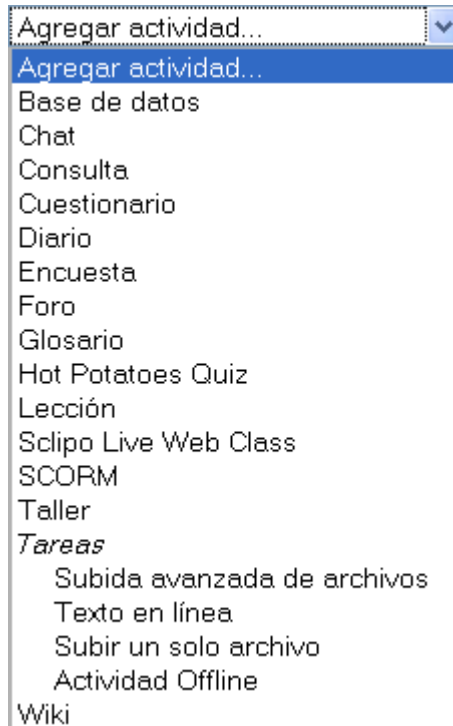 Agregar actividad...
Agregar actividad...
Base de datos
Chat
Consulta
Cuestionario
Diario
Encuesta
Foro
Glosario
Hot Potatoes Quiz
Lección
Sclipo Live Web Class
SCORM
Taller
Tareas
Subida avanzada de archivos
Texto en línea
Subir un solo archivo
Actividad Offline
Wiki